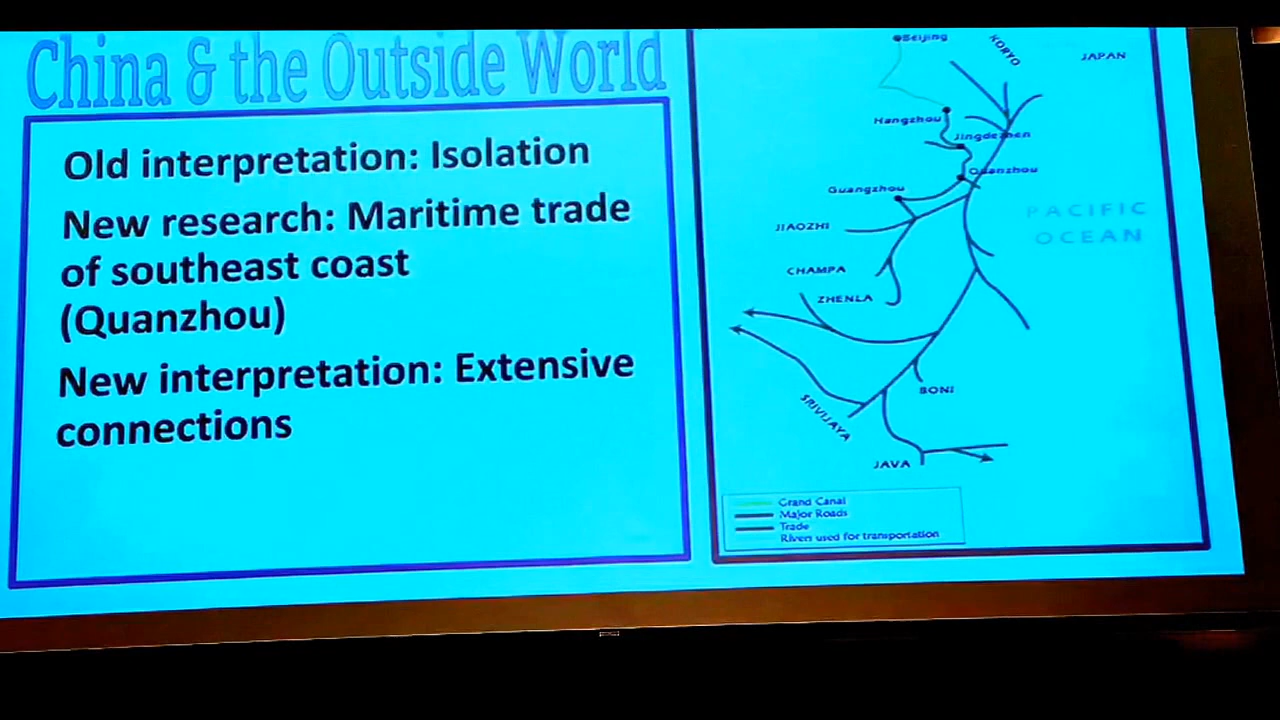 China & the Outside World
Old interpretation: Isolation
New research: Maritime trade
of southeast coast
(Quanzhou)
New interpretation: Extensive
connections
Beijing
KORYO
JAPAN
Hangzhou
Jingdezhen
Quanzhou
Guangzhou
JIAOZHI
PACIFIC
OCEAN
CHAMPA
ZHENLA
BONI
SRIVIJAYA
JAVA
Grand Canal
Major Roads
Trade
Rivers used for transportation